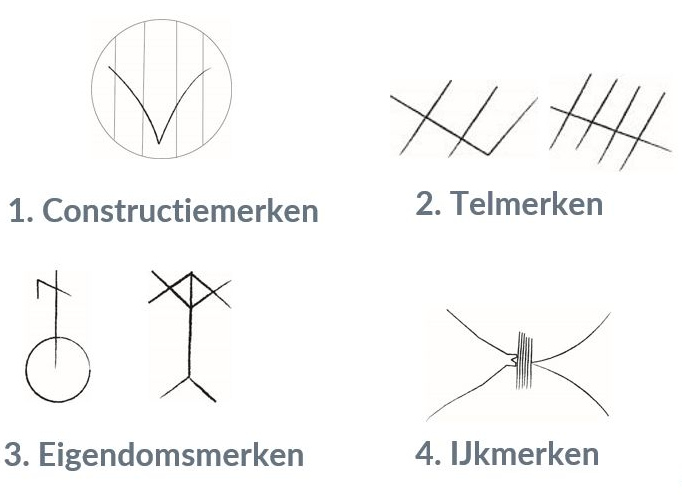 1. Constructiemerken
2. Telmerken
3. Eigendomsmerken
4. IJkmerken